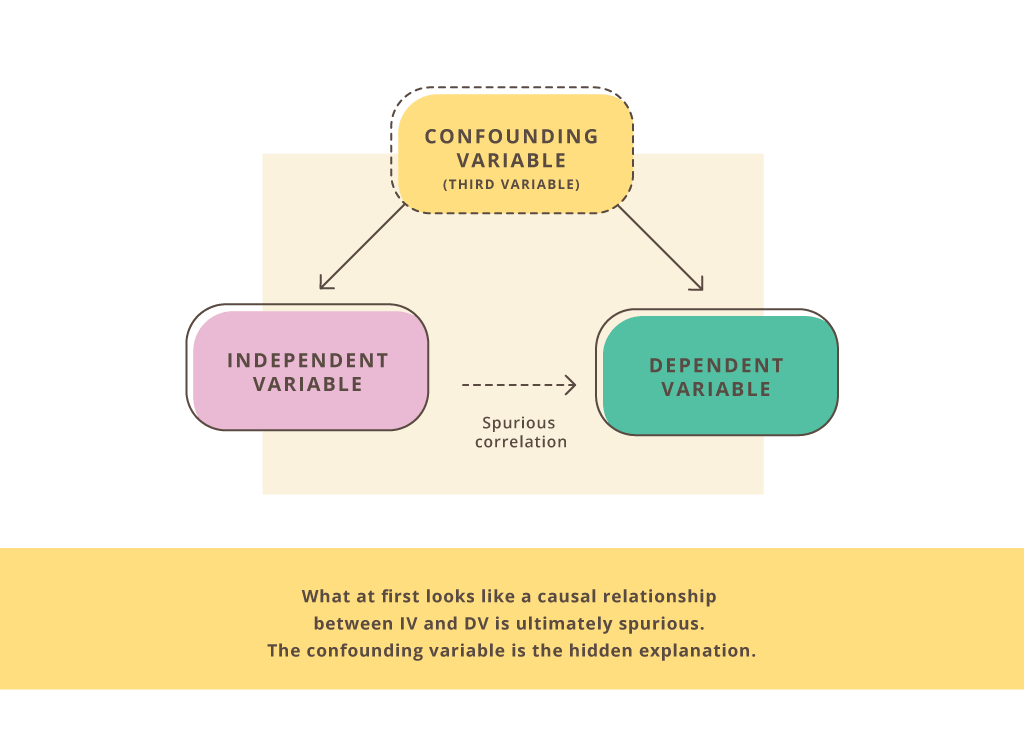 CONFOUNDING
VARIABLE
(THIRD VARIABLE)
INDEPENDENT
VARIABLE
DEPENDENT
VARIABLE
Spurious
correlation
What at first looks like a causal relationship
between IV and DV is ultimately spurious.
The confounding variable is the hidden explanation.